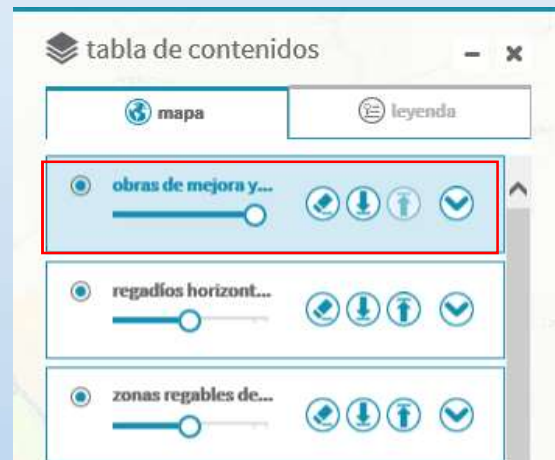 tabla de contenidos
mapa
leyenda
obras de mejora y...
regadíos horizont...
zonas regables de...